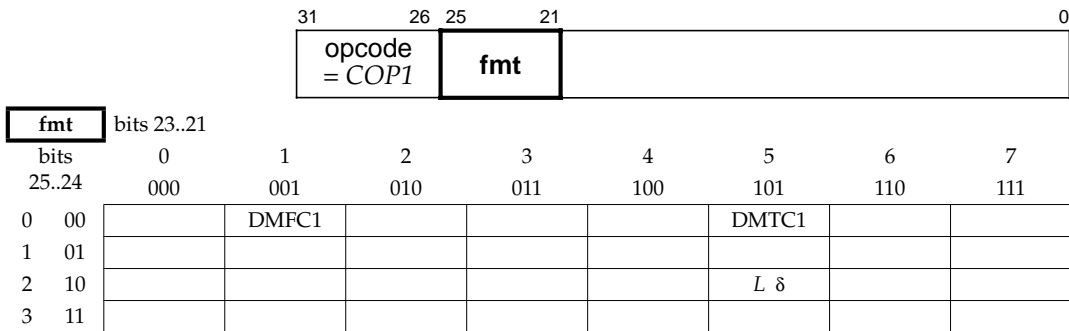 31 26 25 21 0
opcode fmt
= COP1
fmt bits 23..21
bits 0 1 2 3 4 5 6 7
25..24 000 001 010 011 100 101 110 111
0 00 DMFC1 DMTC1
1 01
2 10 L δ
3 11